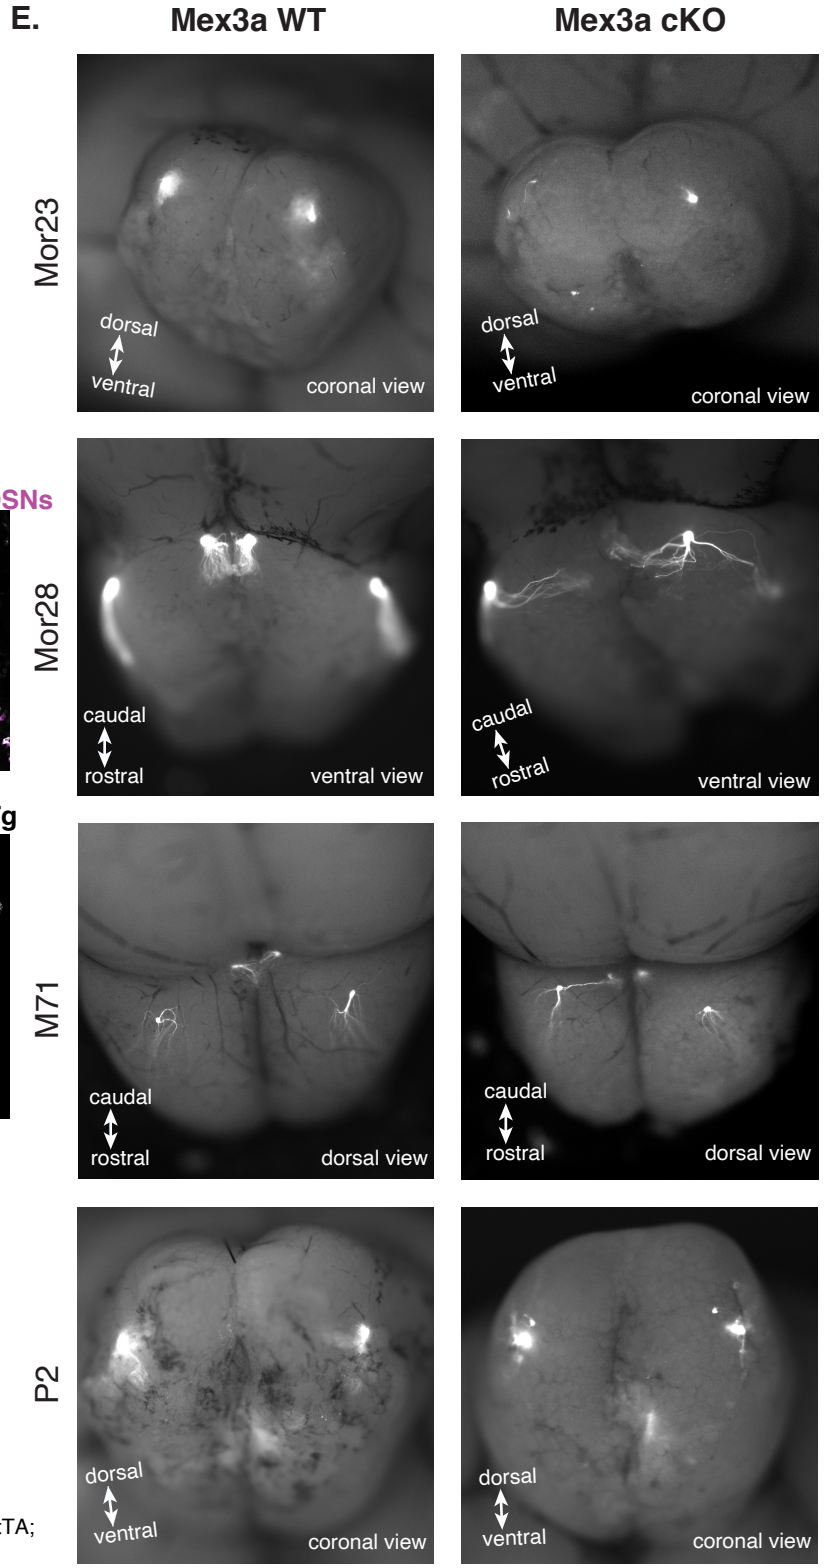 E.
Mex3a WT
Mex3a cKO
Mor23
dorsal
ventral
coronal view
dorsal
ventral
coronal view
SNs
Mor28
caudal
rostral
ventral view
caudal
rostral
ventral view
g
M71
caudal
rostral
dorsal view
caudal
rostral
dorsal view
P2
dorsal
ventral
coronal view
dorsal
ventral
coronal view
TA;